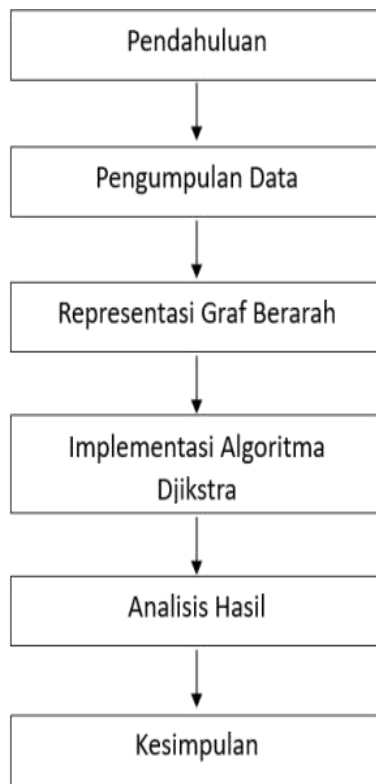 Pendahuluan
Pengumpulan Data
Representasi Graf Berarah
Implementasi Algoritma
Djikstra
Analisis Hasil
Kesimpulan